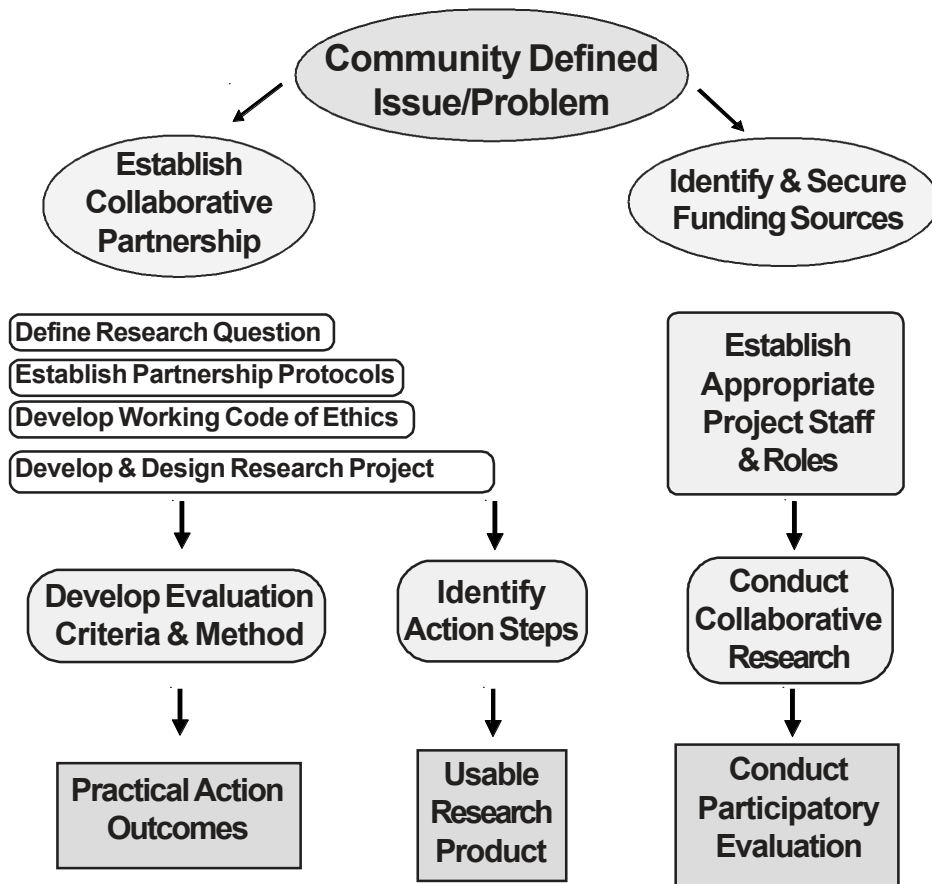 Community Defined
Issue/Problem
Establish
Collaborative
Partnership
Identify & Secure
Funding Sources
Define Research Question
Establish Partnership Protocols
Develop Working Code of Ethics
Develop & Design Research Project
Establish
Appropriate
Project Staff
& Roles
Develop Evaluation
Criteria & Method
Identify
Action Steps
Conduct
Collaborative
Research
Practical Action
Outcomes
Usable
Research
Product
Conduct
Participatory
Evaluation